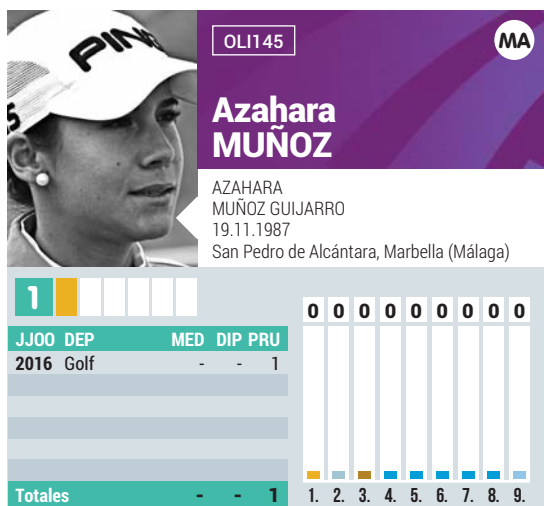 PING
OLI145
MA
Azahara
MUÑOZ
AZAHARA
MUÑOZ GUIJARRO
19.11.1987
San Pedro de Alcántara, Marbella (Málaga)
1
JJOO DEP MED DIP PRU
2016 Golf - - 1
Totales - - 1
0 0 0 0 0 0 0 0 0
1. 2. 3. 4. 5. 6. 7. 8. 9.